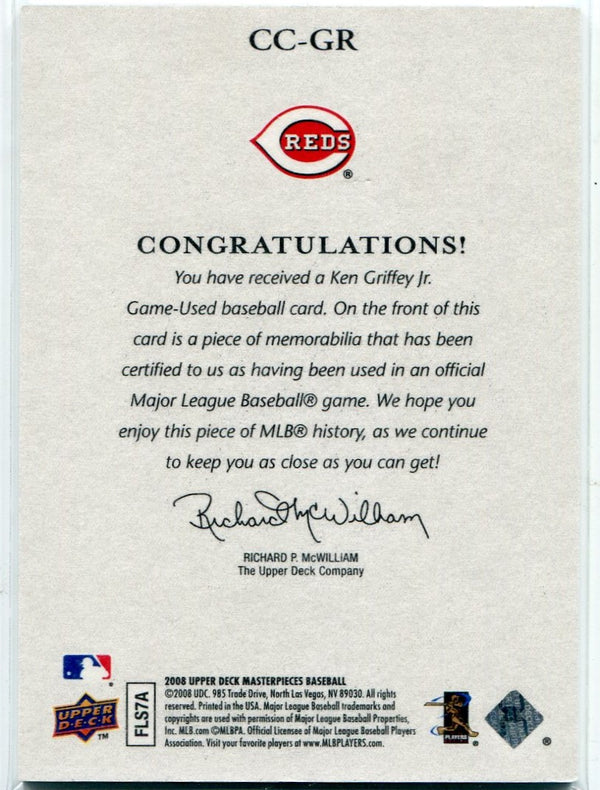 CC-GR
REDS
®
CONGRATULATIONS!
You have received a Ken Griffey Jr.
Game-Used baseball card. On the front of this
card is a piece of memorabilia that has been
certified to us as having been used in an official
Major League Baseball® game. We hope you
enjoy this piece of MLB® history, as we continue
to keep you as close as you can get!
Richard McWilliam
RICHARD P. McWILLIAM
The Upper Deck Company
UPPER
D·E·C·K
TM
FLS7A
2008 UPPER DECK MASTERPIECES BASEBALL
©2008 UDC. 985 Trade Drive, North Las Vegas, NV 89030. All rights
reserved. Printed in the USA. Major League Baseball trademarks and
copyrights are used with permission of Major League Baseball Properties,
Inc. MLB.com ©MLBPA. Official Licensee of Major League Baseball Players
Association. Visit your favorite players at www.MLBPLAYERS.com.
PLAYERS
®
®